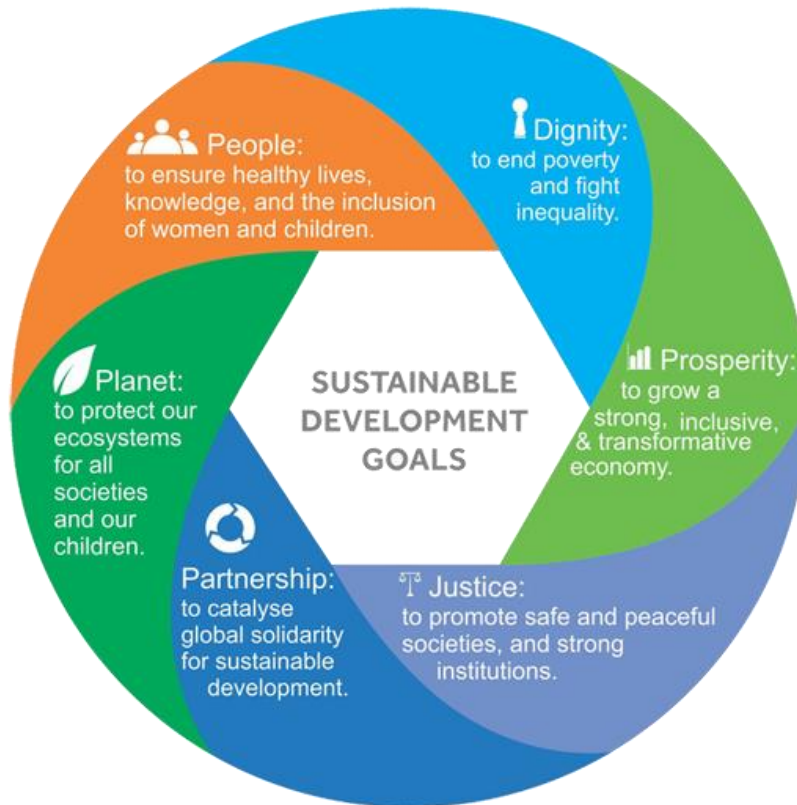 SUSTAINABLE
DEVELOPMENT
GOALS
Dignity:
to end poverty
and fight
inequality.
Prosperity:
to grow a
strong, inclusive,
& transformative
economy.
Justice:
to promote safe and peaceful
societies, and strong
institutions.
Partnership:
to catalyse
global solidarity
for sustainable
development.
Planet:
to protect our
ecosystems
for all
societies
and our
children.
People:
to ensure healthy lives,
knowledge, and the inclusion
of women and children.